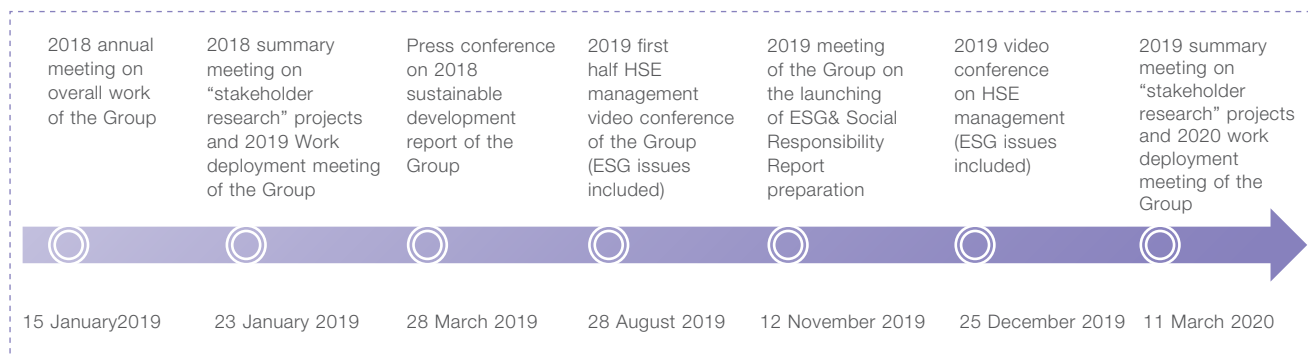 2018 annual
meeting on
overall work
of the Group
2018 summary
meeting on
“stakeholder
research” projects
and 2019 Work
deployment meeting
of the Group
Press conference
on 2018
sustainable
development
report of the
Group
2019 first
half HSE
management
video conference
of the Group
(ESG issues
included)
2019 meeting
of the Group on
the launching
of ESG& Social
Responsibility
Report
preparation
2019 video
conference
on HSE
management
(ESG issues
included)
2019 summary
meeting on
“stakeholder
research” projects
and 2020 work
deployment
meeting of the
Group
15 January2019
23 January 2019
28 March 2019
28 August 2019
12 November 2019
25 December 2019
11 March 2020